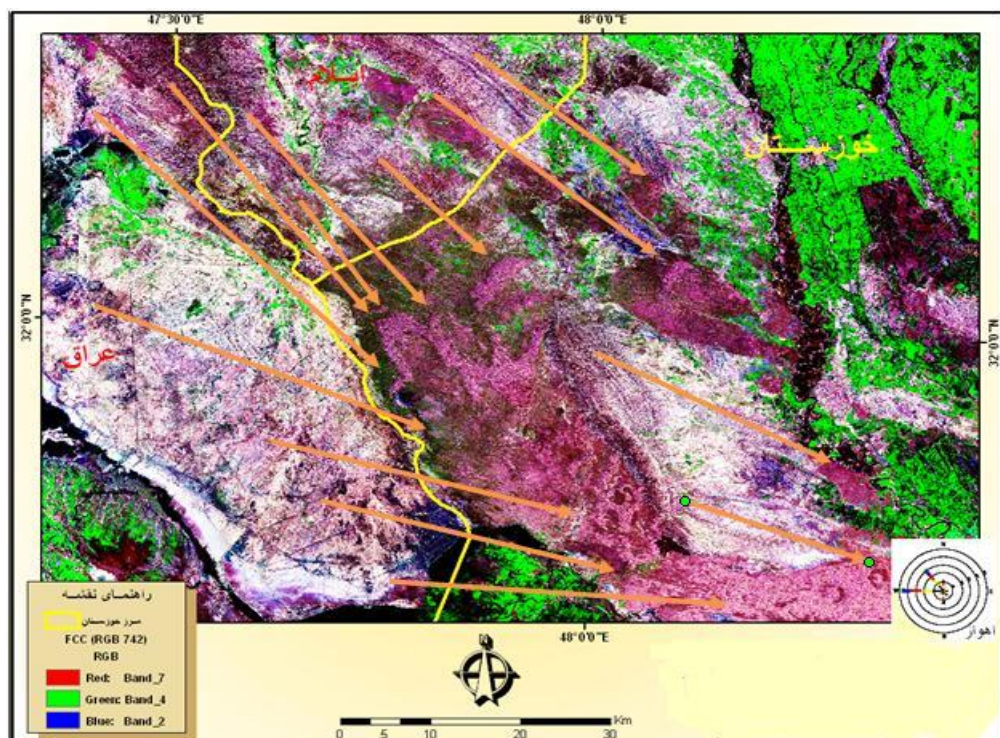 47°30'0"E
48°0'0"E
ایلام
خوزستان
32°0'0"N
32°0'0"N
عراق
راهنمای نقشه
مرز خوزستان
FCC (RGB 742)
RGB
Red: Band_7
Green: Band_4
Blue: Band_2
48°0'0"E
اهواز
N
Km
0 5 10 20 30